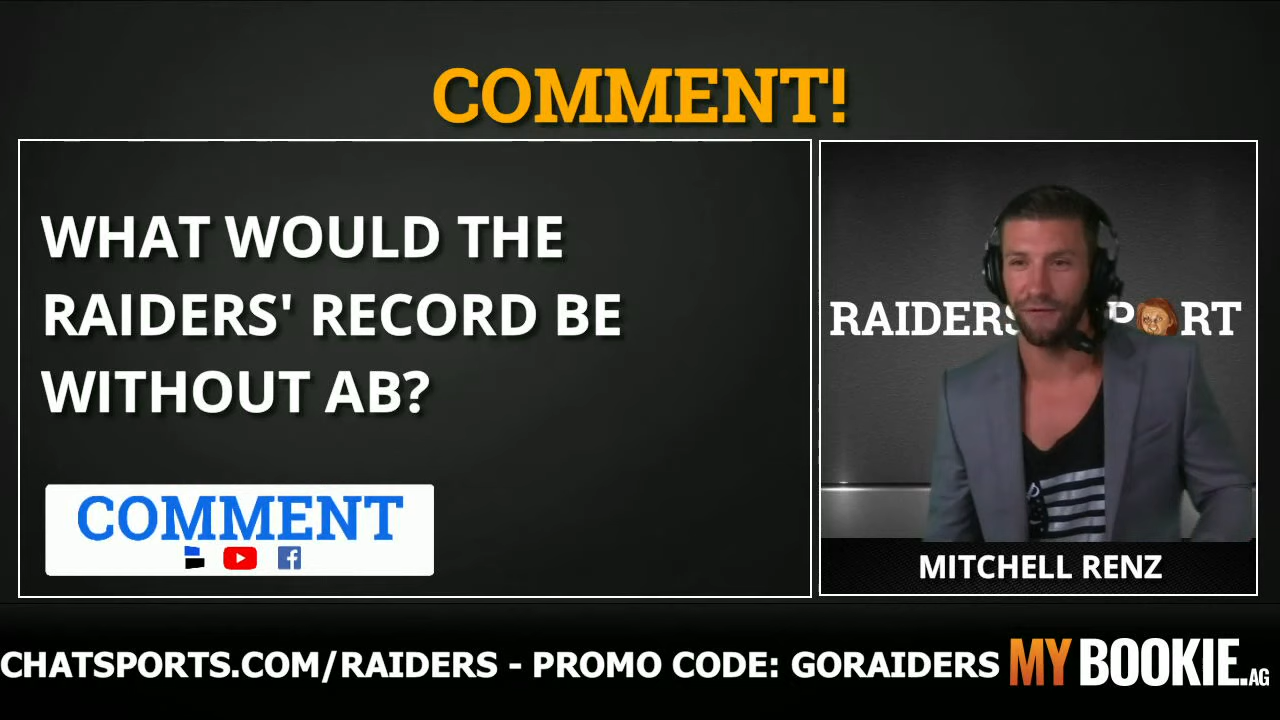 COMMENT!
WHAT WOULD THE
RAIDERS' RECORD BE
WITHOUT AB?
COMMENT
RAIDERS
RT
MITCHELL RENZ
CHATSPORTS.COM/RAIDERS - PROMO CODE: GORAIDERS
MYBOOKIE.AG